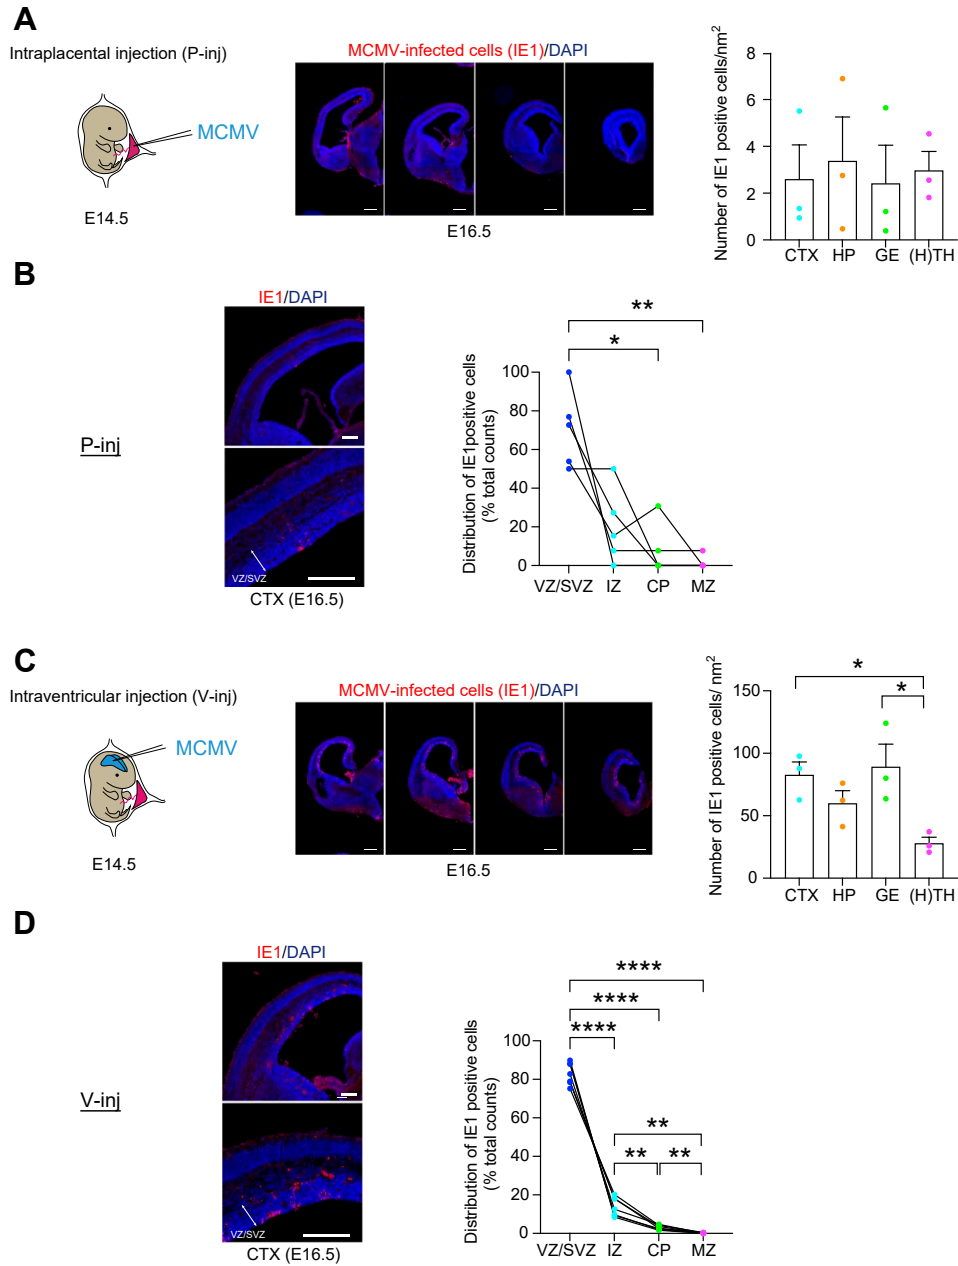 A
Intraplacental injection (P-inj)
MCMV
E14.5
MCMV-infected cells (IE1)/DAPI
E16.5
Number of IE1 positive cells/nm2
8
6
4
2
0
CTX HP GE (H)TH
B
P-inj
IE1/DAPI
VZ/SVZ
CTX (E16.5)
Distribution of IE1positive cells
(% total counts)
**
*
100
80
60
40
20
0
VZ/SVZ IZ CP MZ
C
Intraventricular injection (V-inj)
MCMV
E14.5
MCMV-infected cells (IE1)/DAPI
E16.5
Number of IE1 positive cells/ nm2
*
*
150
100
50
0
CTX HP GE (H)TH
D
V-inj
IE1/DAPI
VZ/SVZ
CTX (E16.5)
Distribution of IE1 positive cells
(% total counts)
****
****
****
**
** **
100
80
60
40
20
0
VZ/SVZ IZ CP MZ